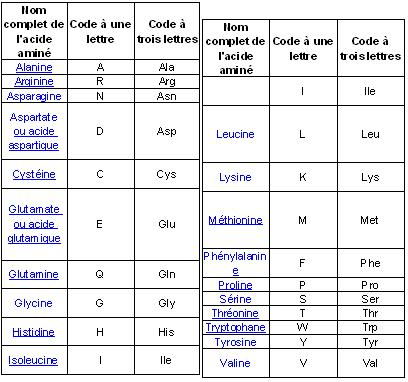 Nom
complet de
l'acide
aminé
Code à une
lettre
Code à
trois lettres
Alanine A Ala
Arginine R Arg
Asparagine N Asn
Aspartate
ou acide
aspartique
D Asp
Cystéine C Cys
Glutamate
ou acide
glutamique
E Glu
Glutamine Q Gln
Glycine G Gly
Histidine H His
Isoleucine I Ile
Nom
complet de
l'acide
aminé
Code à une
lettre
Code à
trois lettres
I Ile
Leucine L Leu
Lysine K Lys
Méthionine M Met
Phénylalanin
e
F Phe
Proline P Pro
Sérine S Ser
Thréonine T Thr
Tryptophane W Trp
Tyrosine Y Tyr
Valine V Val